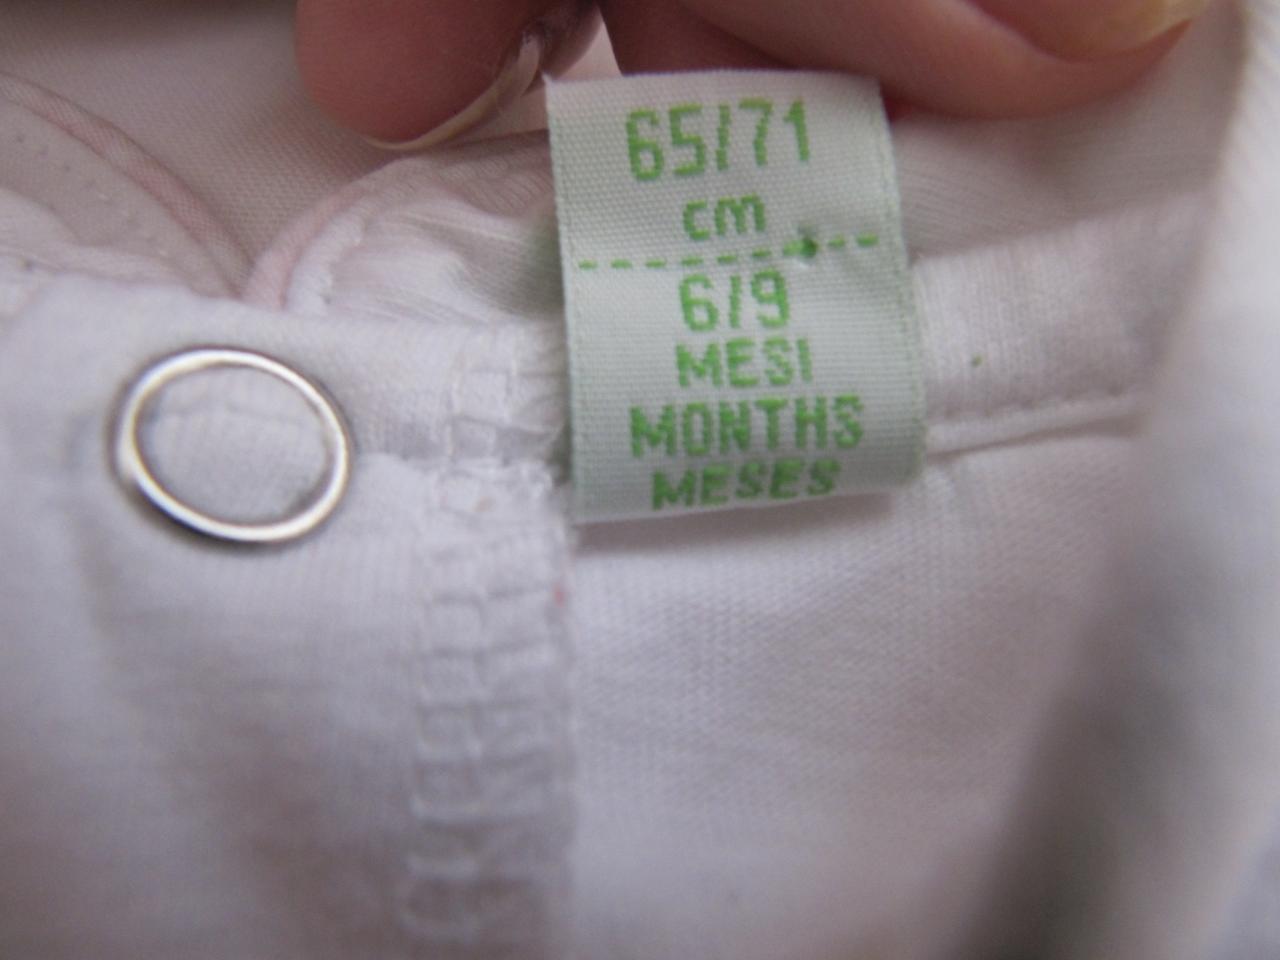 65/71
cm
6/9
MESI
MONTHS
MESES